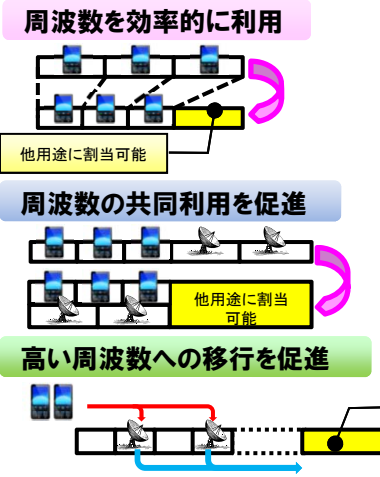 周波数を効率的に利用
他用途に割当可能
周波数の共同利用を促進
他用途に割当
可能
高い周波数への移行を促進